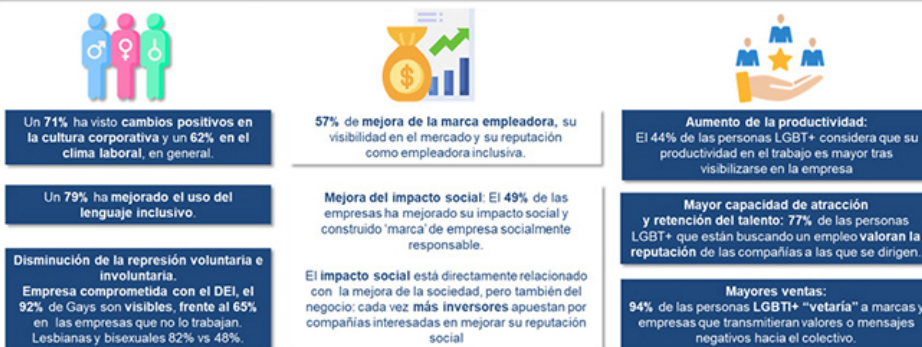 Un 71% ha visto cambios positivos en
la cultura corporativa y un 62% en el
clima laboral, en general.
Un 79% ha mejorado el uso del
lenguaje inclusivo.
Disminución de la represión voluntaria e
involuntaria.
Empresa comprometida con el DEI, el
92% de Gays son visibles, frente al 65%
en las empresas que no lo trabajan.
Lesbianas y bisexuales 82% vs 48%.
57% de mejora de la marca empleadora, su
visibilidad en el mercado y su reputación
como empleadora inclusiva.
Mejora del impacto social: El 49% de las
empresas ha mejorado su impacto social y
construido 'marca' de empresa socialmente
responsable.
El impacto social está directamente relacionado
con la mejora de la sociedad, pero también del
negocio: cada vez más inversores apuestan por
compañías interesadas en mejorar su reputación
social
Aumento de la productividad:
El 44% de las personas LGBT+ considera que su
productividad en el trabajo es mayor tras
visibilizarse en la empresa
Mayor capacidad de atracción
y retención del talento: 77% de las personas
LGBT+ que están buscando un empleo valoran la
reputación de las compañías a las que se dirigen.
Mayores ventas:
94% de las personas LGBTI+ “vetaría” a marcas y
empresas que transmitieran valores o mensajes
negativos hacia el colectivo.